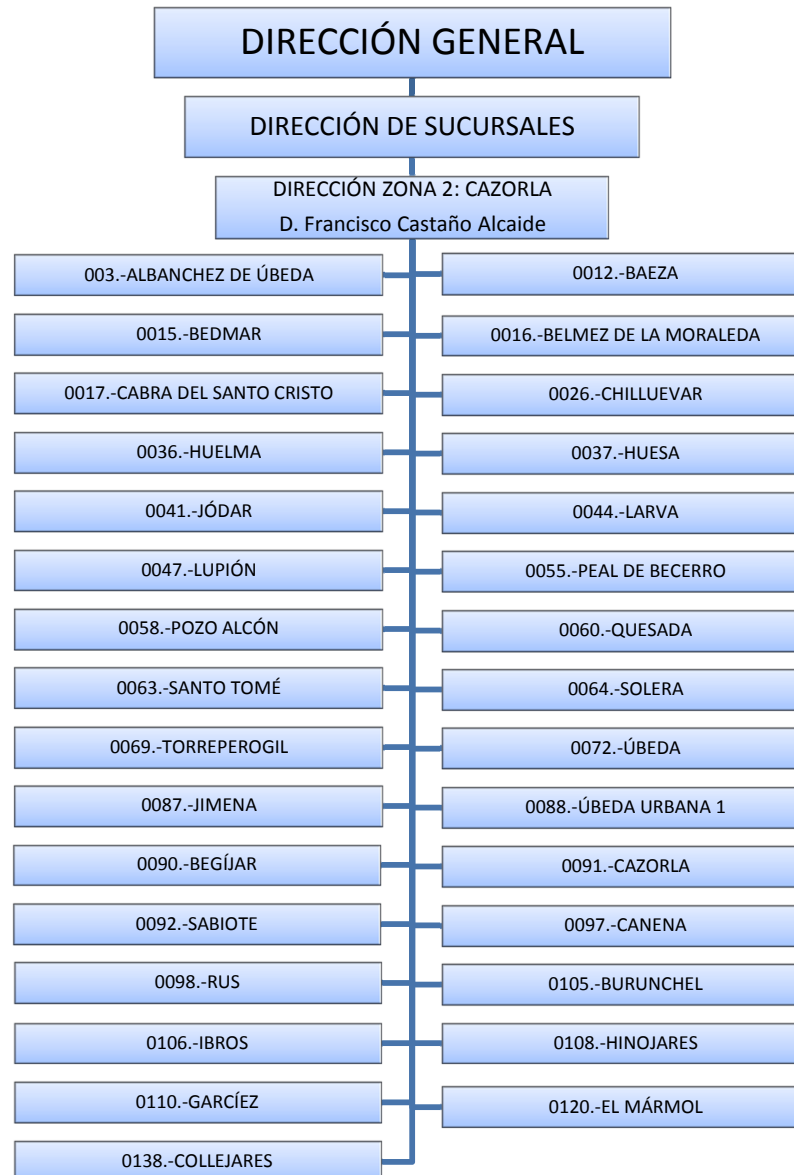 DIRECCIÓN GENERAL
DIRECCIÓN DE SUCURSALES
DIRECCIÓN ZONA 2: CAZORLA
D. Francisco Castaño Alcaide
003.-ALBANCHEZ DE ÚBEDA
0012.-BAEZA
0015.-BEDMAR
0016.-BELMEZ DE LA MORALEDA
0017.-CABRA DEL SANTO CRISTO
0026.-CHILLUEVAR
0036.-HUELMA
0037.-HUESA
0041.-JÓDAR
0044.-LARVA
0047.-LUPIÓN
0055.-PEAL DE BECERRO
0058.-POZO ALCÓN
0060.-QUESADA
0063.-SANTO TOMÉ
0064.-SOLERA
0069.-TORREPEROGIL
0072.-ÚBEDA
0087.-JIMENA
0088.-ÚBEDA URBANA 1
0090.-BEGÍJAR
0091.-CAZORLA
0092.-SABIOTE
0097.-CANENA
0098.-RUS
0105.-BURUNCHEL
0106.-IBROS
0108.-HINOJARES
0110.-GARCÍEZ
0120.-EL MÁRMOL
0138.-COLLEJARES